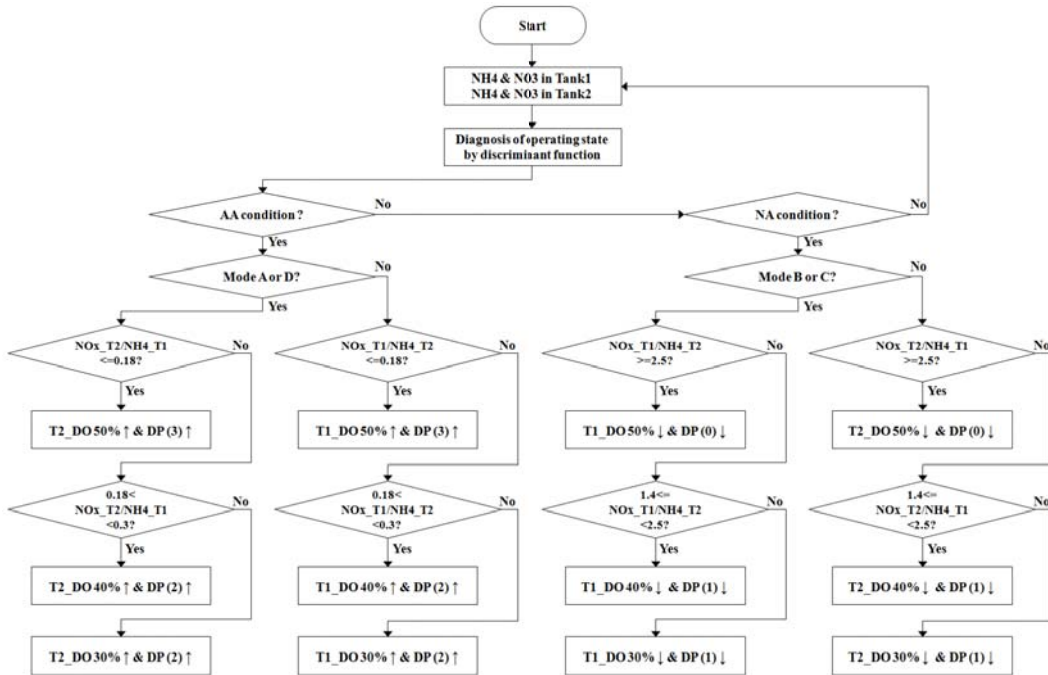 Start
NH4 & NO3 in Tank1
NH4 & NO3 in Tank2
Diagnosis of operating state
by discrimiaant function
AA condition ?
No
NA condition ?
No
Yes
Yes
Mode A or D?
No
Mode B or C?
No
Yes
Yes
NOx_T2/NH4_T1
<=0.18?
No
NOx_T1/NH4_T2
<=0.18?
No
NOx_T1/NH4_T2
>=2.5?
No
NOx_T2/NH4_T1
>=2.5?
No
Yes
Yes
Yes
Yes
T2_DO 50% ↑ & DP (3) ↑
T1_DO 50% ↑ & DP (3) ↑
T1_DO 50% ↓ & DP (0) ↓
T2_DO 50% ↓ & DP (0) ↓
0.18<
NOx_T2/NH4_T1
<0.3?
No
0.18<
NOx_T1/NH4_T2
<0.3?
No
1.4<=
NOx_T1/NH4_T2
<2.5?
No
1.4<=
NOx_T2/NH4_T1
<2.5?
No
Yes
Yes
Yes
Yes
T2_DO 40% ↑ & DP (2) ↑
T1_DO 40% ↑ & DP (2) ↑
T1_DO 40% ↓ & DP (1) ↓
T2_DO 40% ↓ & DP (1) ↓
T2_DO 30% ↑ & DP (2) ↑
T1_DO 30% ↑ & DP (2) ↑
T1_DO 30% ↓ & DP (1) ↓
T2_DO 30% ↓ & DP (1) ↓